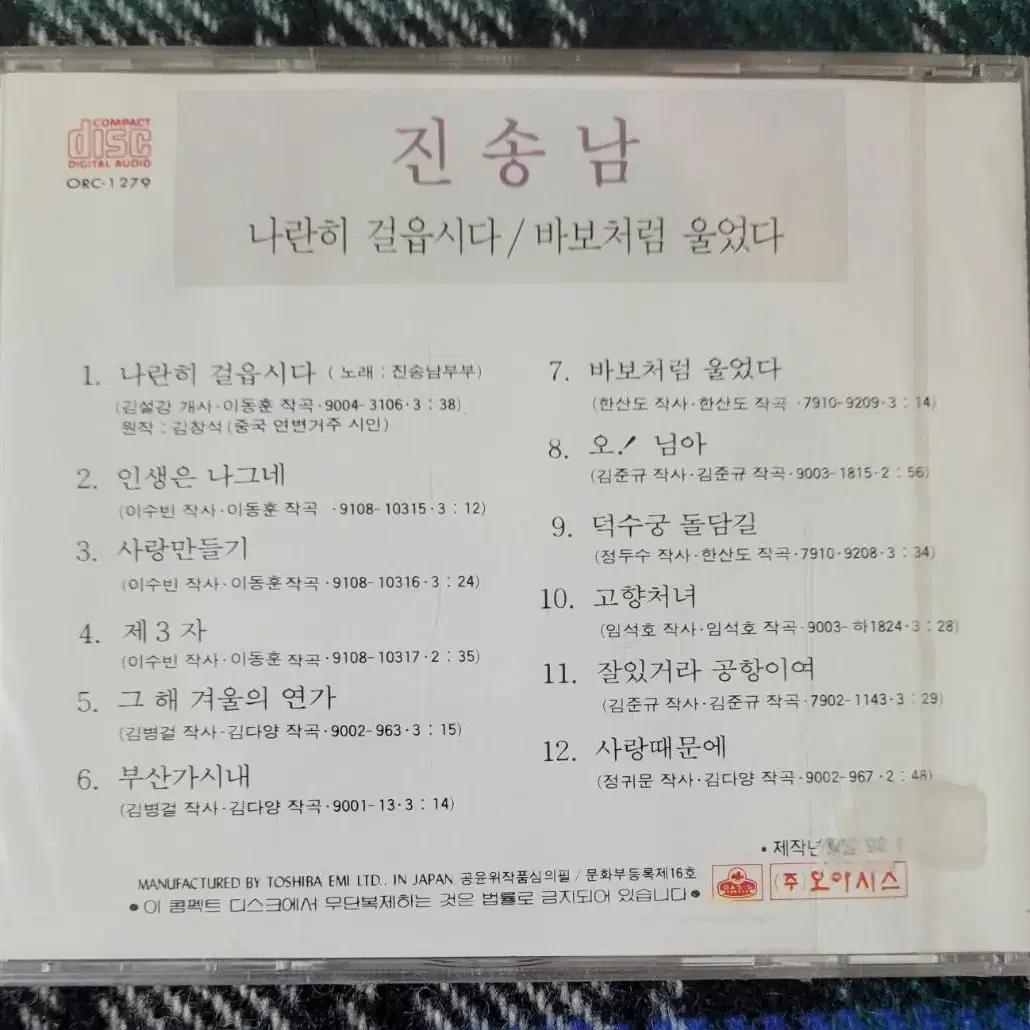 COMPACT
disc
DIGITAL AUDIO
ORC-1279
진송남
나란히 걸읍시다/바보처럼 울었다
1. 나란히 걸읍시다 (노래 : 진송남부부)
(김설강 개사·이동훈 작곡·9004-3106·3 : 38)
원작 : 김창석(중국 연변거주 시인)
2. 인생은 나그네
(이수빈 작사·이동훈 작곡 ·9108-10315·3 : 12)
3. 사랑만들기
(이수빈 작사·이동훈작곡·9108-10316·3 : 24)
4. 제 3 자
(이수빈 작사·이동훈 작곡·9108-10317·2 : 35)
5. 그 해 겨울의 연가
(김병걸 작사·김다양 작곡·9002-963·3 : 15)
6. 부산가시내
(김병걸 작사·김다양 작곡·9001-13·3 : 14)
7. 바보처럼 울었다
(한산도 작사·한산도 작곡 ·7910-9209·3 : 14)
8. 오! 님아
(김준규 작사·김준규 작곡·9003-1815·2 : 56)
9. 덕수궁 돌담길
(정두수 작사·한산도 작곡·7910-9208·3 : 34)
10. 고향처녀
(임석호 작사·임석호 작곡·9003-하1824·3 : 28)
11. 잘있거라 공항이여
(김준규 작사·김준규 작곡·7902-1143·3 : 29)
12. 사랑때문에
(정귀문 작사·김다양 작곡·9002-967·2 : 48)
• 제작년 92
MANUFACTURED BY TOSHIBA EMI LTD., IN JAPAN 공윤위작품심의필 / 문화부등록제16호
OASIS
(주)오아시스
●이 콤팩트 디스크에서 무단복제하는 것은 법률로 금지되어 있습니다●